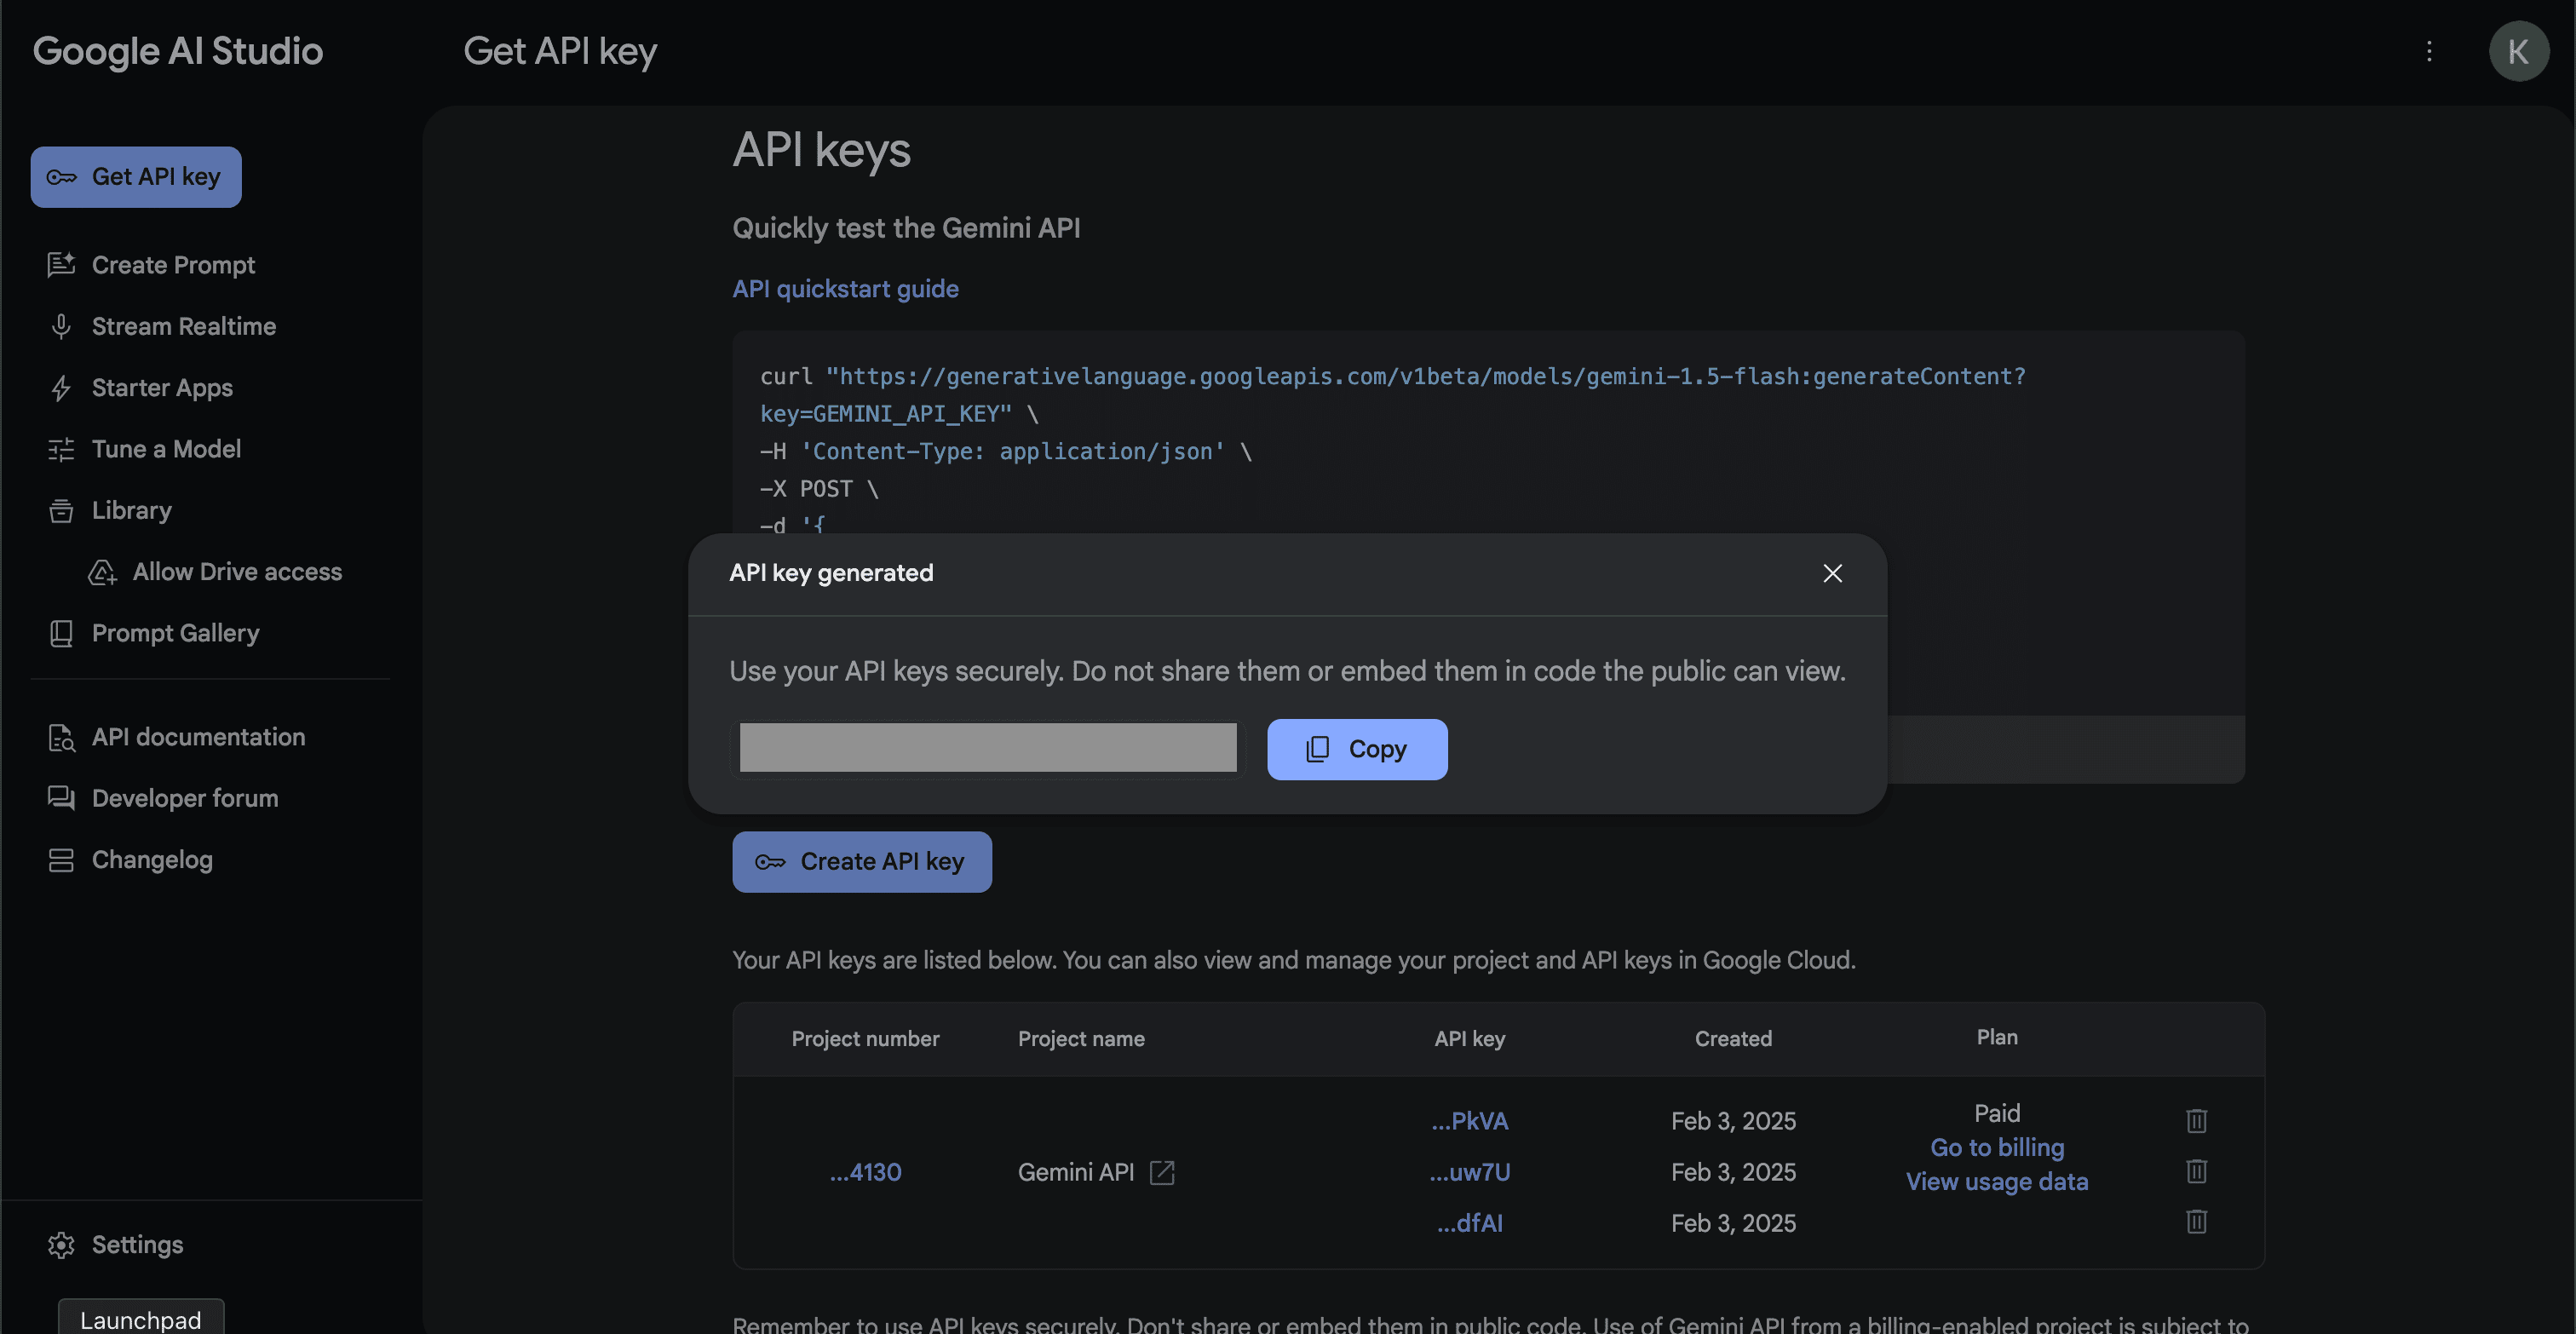 Google AI Studio
Get API key
K
Get API key
Create Prompt
Stream Realtime
Starter Apps
Tune a Model
Library
Allow Drive access
Prompt Gallery
API documentation
Developer forum
Changelog
Settings
Launchpad
API keys
Quickly test the Gemini API
API quickstart guide
curl "https://generativelanguage.googleapis.com/v1beta/models/gemini-1.5-flash:generateContent?
key=GEMINI_API_KEY" \
-H 'Content-Type: application/json' \
-X POST \
-d '{
API key generated
Use your API keys securely. Do not share them or embed them in code the public can view.
Copy
Create API key
Your API keys are listed below. You can also view and manage your project and API keys in Google Cloud.
Project number Project name API key Created Plan
...PkVA Feb 3, 2025 Paid
Go to billing
...4130 Gemini API ...uw7U Feb 3, 2025
View usage data
...dfAI Feb 3, 2025
Remember to use API keys securely. Don't share or embed them in public code. Use of Gemini API from a billing-enabled project is subject to